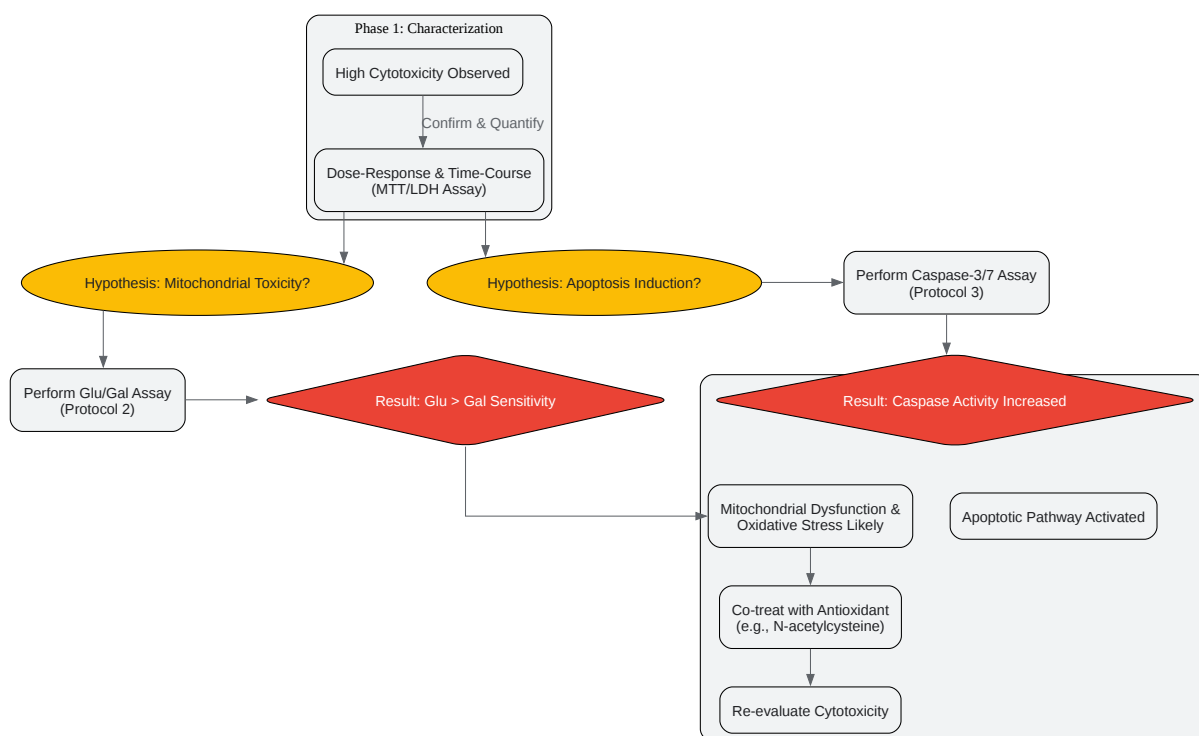 Phase 1: Characterization
High Cytotoxicity Observed
Confirm & Quantify
Dose-Response & Time-Course
(MTT/LDH Assay)
Hypothesis: Mitochondrial Toxicity?
Hypothesis: Apoptosis Induction?
Perform Caspase-3/7 Assay
(Protocol 3)
Perform Glu/Gal Assay
(Protocol 2)
Result: Glu > Gal Sensitivity
Result: Caspase Activity Increased
Mitochondrial Dysfunction &
Oxidative Stress Likely
Apoptotic Pathway Activated
Co-treat with Antioxidant
(e.g., N-acetylcysteine)
Re-evaluate Cytotoxicity